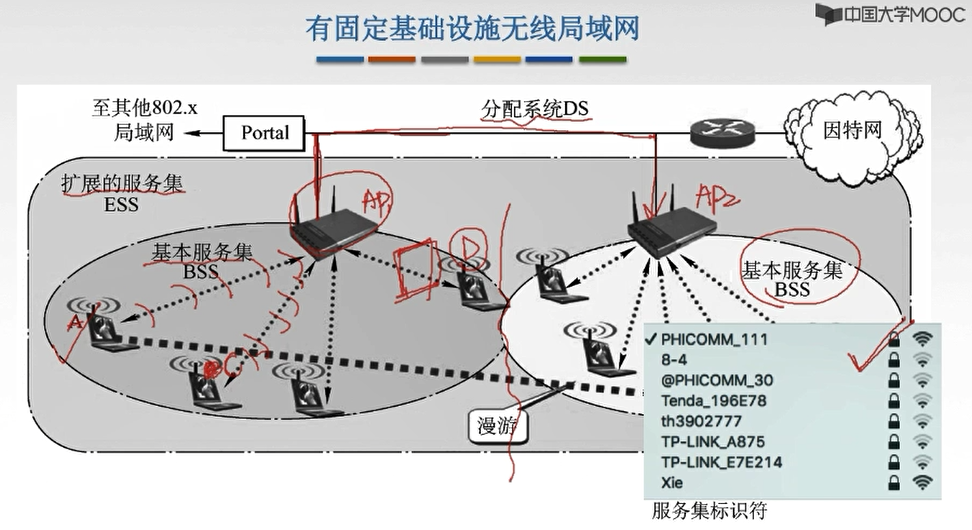 中国大学MOOC
有固定基础设施无线局域网
至其他802.x
局域网
Portal
分配系统DS
因特网
扩展的服务集
ESS
AP1
AP2
基本服务集
BSS
B
基本服务集
BSS
A
漫游
PHICOMM_111
8-4
@PHICOMM_30
Tenda_196E78
th3902777
TP-LINK_A875
TP-LINK_E7E214
Xie
服务集标识符